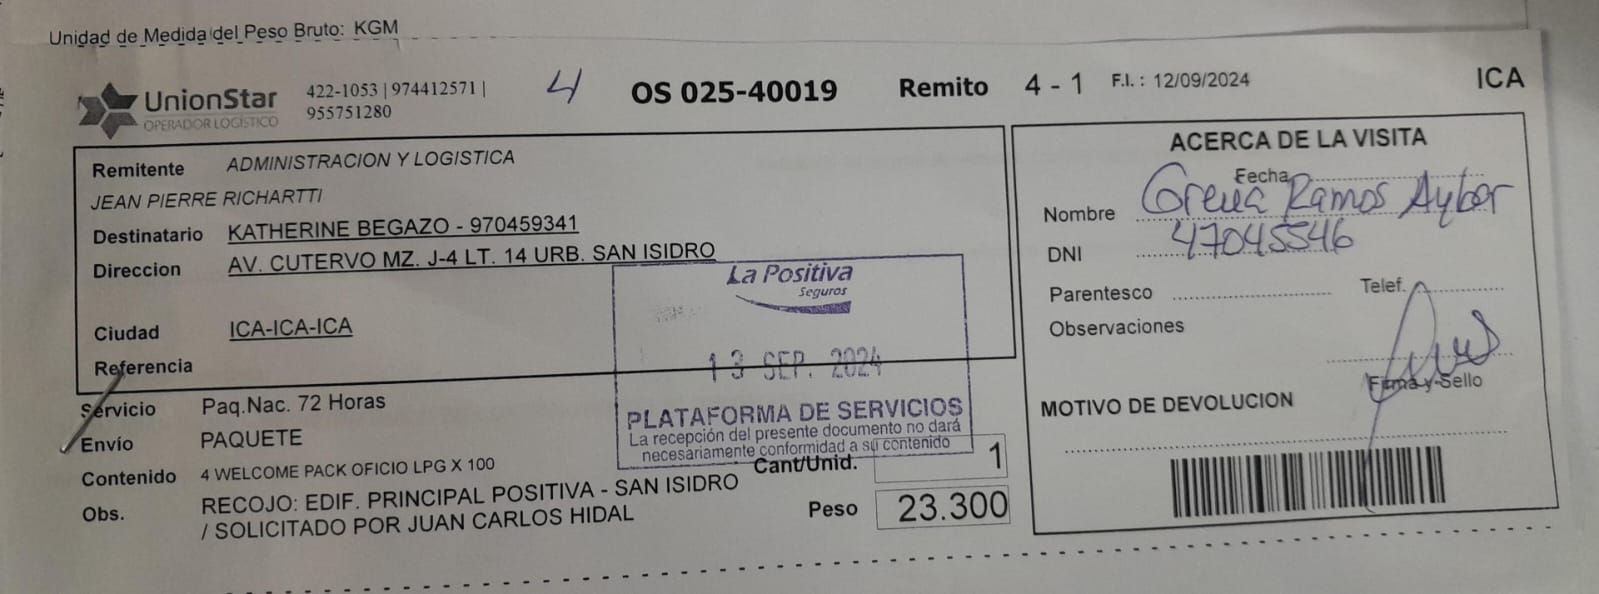 Unidad de Medida del Peso Bruto: KGM
UnionStar
OPERADOR LOGÍSTICO
422-1053 | 974412571 |
955751280
4
OS 025-40019
Remito 4 - 1
F.I. : 12/09/2024
ICA
Remitente ADMINISTRACION Y LOGISTICA
JEAN PIERRE RICHARTTI
Destinatario KATHERINE BEGAZO - 970459341
Direccion AV. CUTERVO MZ. J-4 LT. 14 URB. SAN ISIDRO
Ciudad ICA-ICA-ICA
Referencia
La Positiva
Seguros
13 SEP. 2024
PLATAFORMA DE SERVICIOS
La recepción del presente documento no dará
necesariamente conformidad a su contenido
Servicio Paq.Nac. 72 Horas
Envío PAQUETE
Contenido 4 WELCOME PACK OFICIO LPG X 100
Obs. RECOJO: EDIF. PRINCIPAL POSITIVA - SAN ISIDRO
/ SOLICITADO POR JUAN CARLOS HIDAL
Cant/Unid. 1
Peso 23.300
ACERCA DE LA VISITA
Fecha
Nombre Ramos
DNI 47045546
Parentesco Telef.
Observaciones
Firma y Sello
MOTIVO DE DEVOLUCION